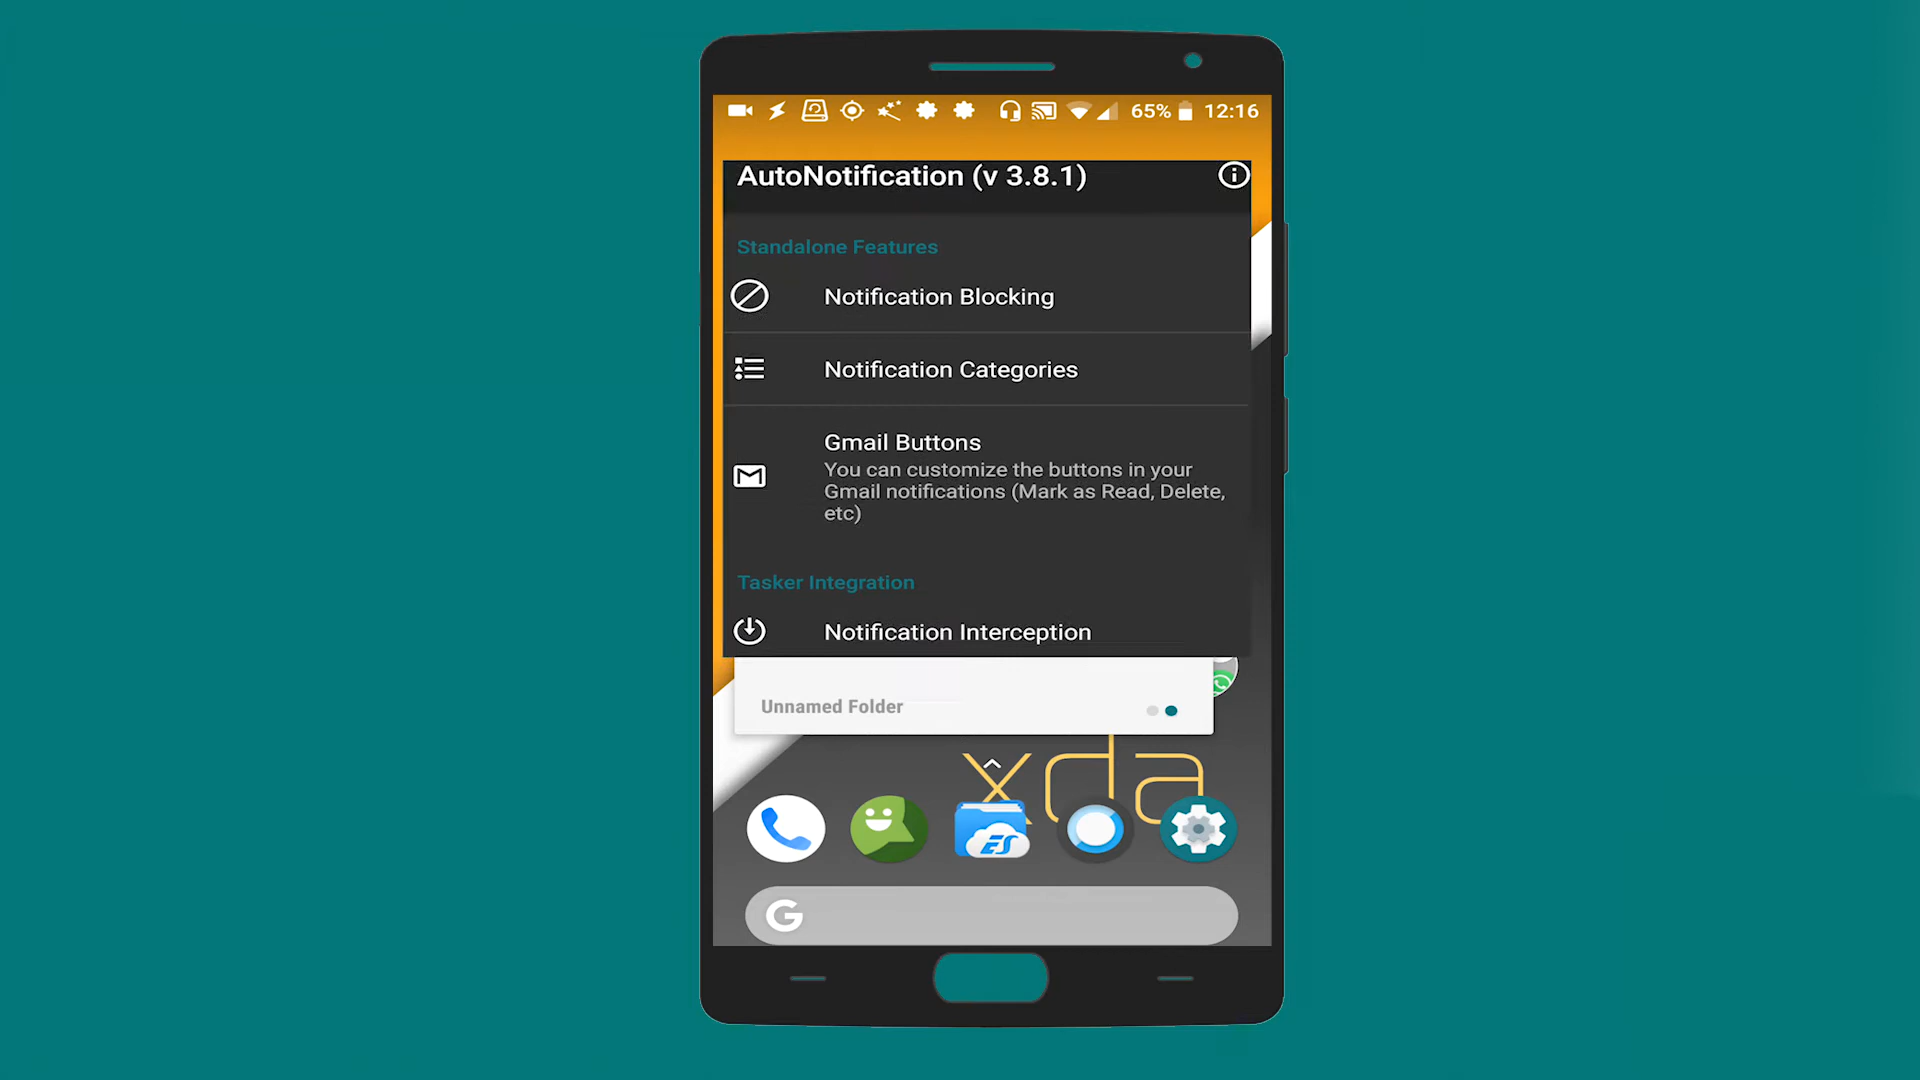 65% 12:16
AutoNotification (v 3.8.1)
Standalone Features
Notification Blocking
Notification Categories
Gmail Buttons
You can customize the buttons in your
Gmail notifications (Mark as Read, Delete,
etc)
Tasker Integration
Notification Interception
Unnamed Folder
xda
ES
G